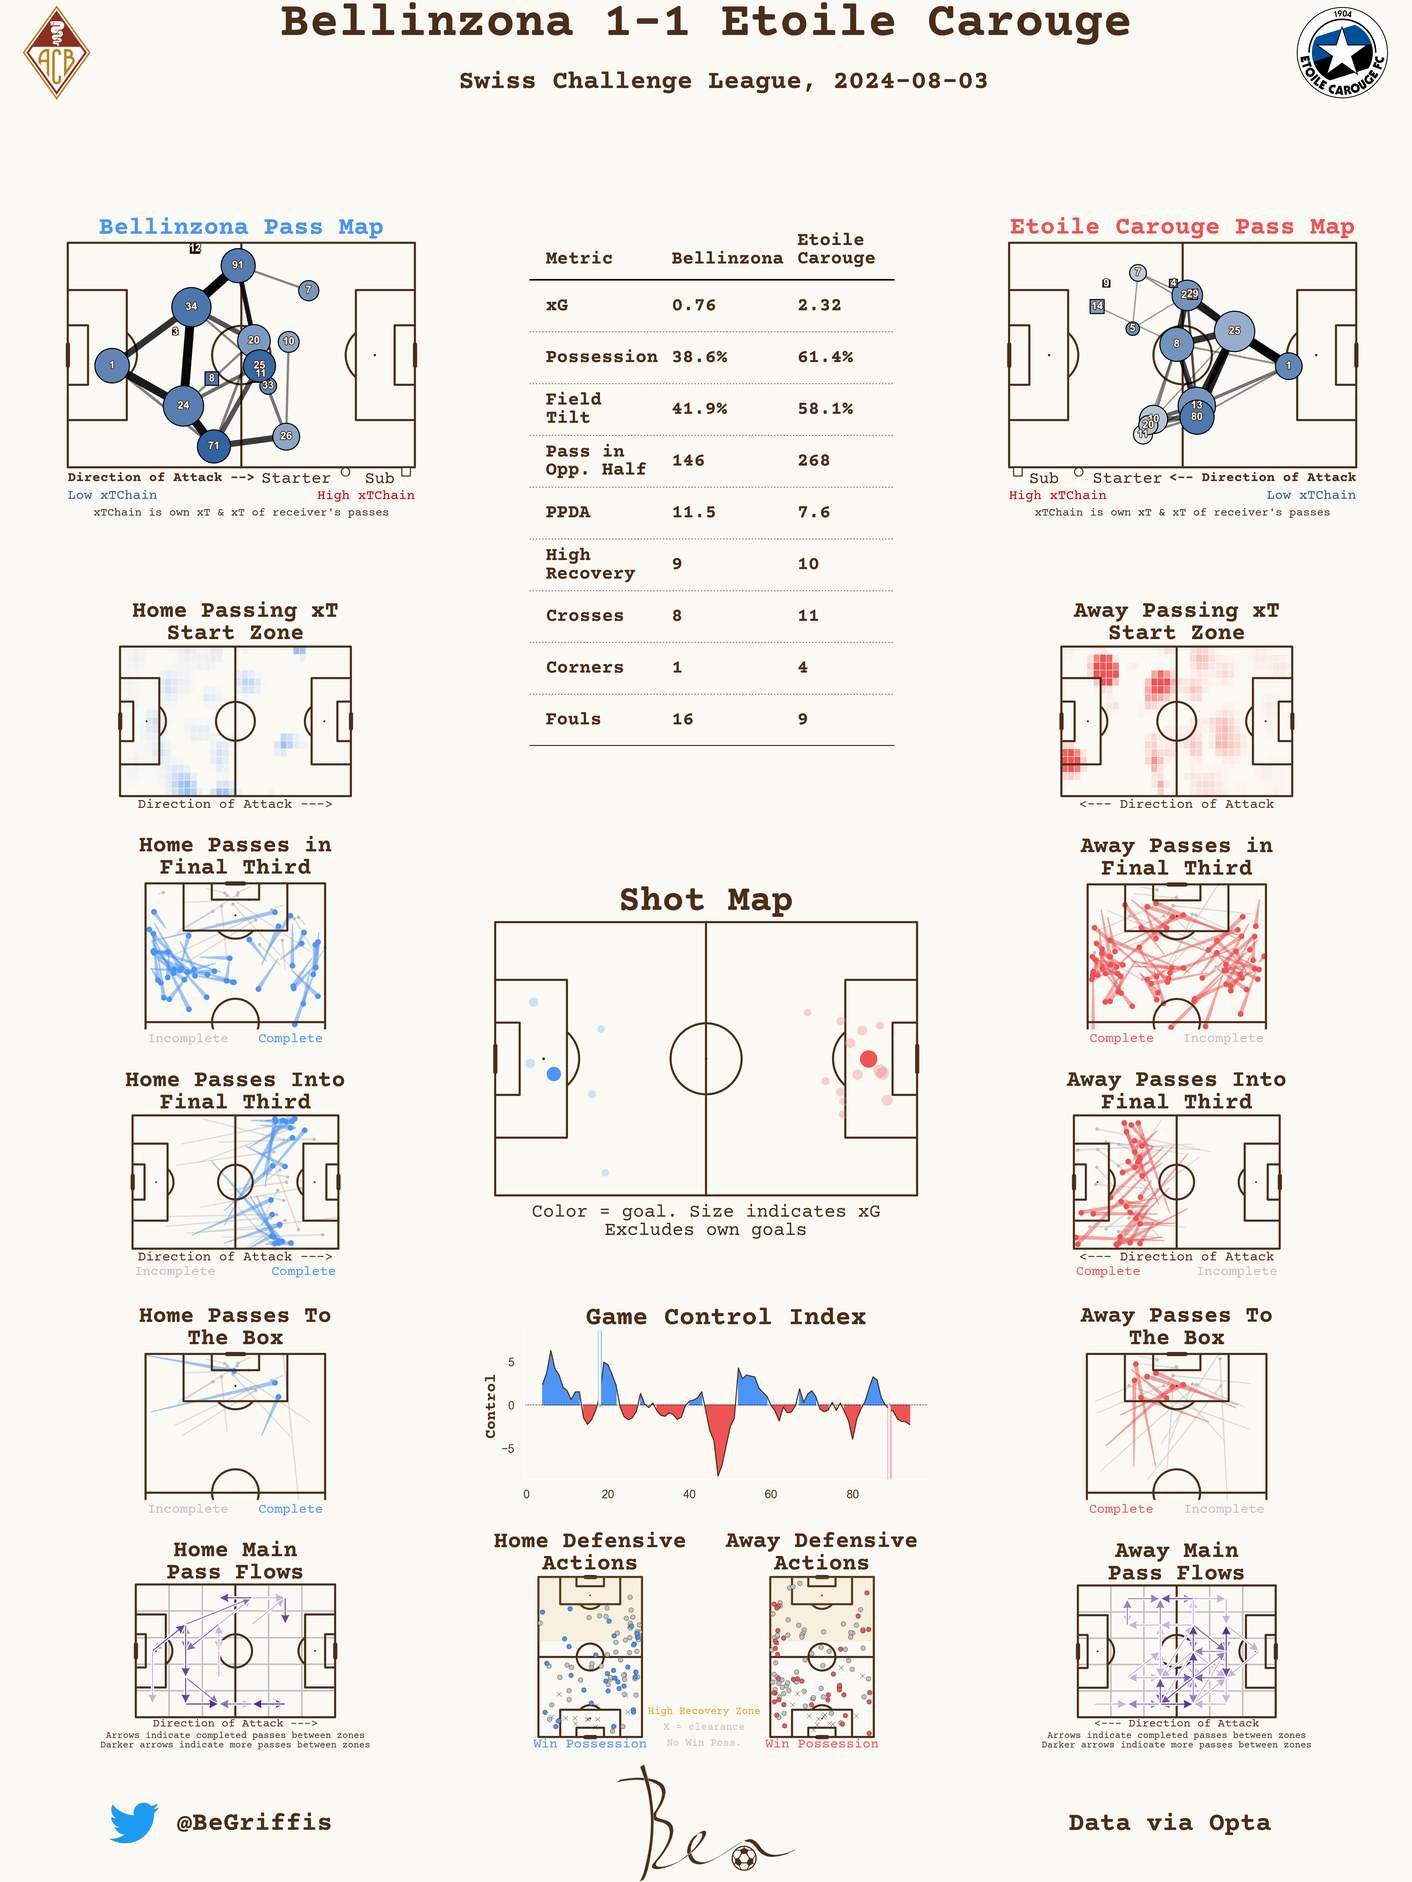 Bellinzona 1-1 Etoile Carouge
Swiss Challenge League, 2024-08-03
ACB
1904
ETOILE CAROUGE FC
Bellinzona Pass Map
12
91
7
34
3
20
10
1
25
11
8
33
24
71
26
Direction of Attack --> Starter Sub
Low xTChain High xTChain
xTChain is own xT & xT of receiver's passes
Metric Bellinzona Etoile Carouge
xG 0.76 2.32
Possession 38.6% 61.4%
Field Tilt 41.9% 58.1%
Pass in Opp. Half 146 268
PPDA 11.5 7.6
High Recovery 9 10
Crosses 8 11
Corners 1 4
Fouls 16 9
Etoile Carouge Pass Map
7
9
4
29
14
5
25
8
1
13
10
80
20
11
Sub Starter <-- Direction of Attack
High xTChain Low xTChain
xTChain is own xT & xT of receiver's passes
Home Passing xT
Start Zone
Direction of Attack --->
Away Passing xT
Start Zone
<--- Direction of Attack
Home Passes in
Final Third
Incomplete Complete
Away Passes in
Final Third
Complete Incomplete
Shot Map
Color = goal. Size indicates xG
Excludes own goals
Home Passes Into
Final Third
Direction of Attack --->
Incomplete Complete
Away Passes Into
Final Third
<--- Direction of Attack
Complete Incomplete
Home Passes To
The Box
Incomplete Complete
Game Control Index
Control
5
0
−5
0 20 40 60 80
Away Passes To
The Box
Complete Incomplete
Home Main
Pass Flows
Direction of Attack --->
Arrows indicate completed passes between zones
Darker arrows indicate more passes between zones
Home Defensive
Actions
Win Possession
Away Defensive
Actions
Win Possession
High Recovery Zone
X = clearance
No Win Poss.
Away Main
Pass Flows
<--- Direction of Attack
Arrows indicate completed passes between zones
Darker arrows indicate more passes between zones
@BeGriffis
Ben
Data via Opta